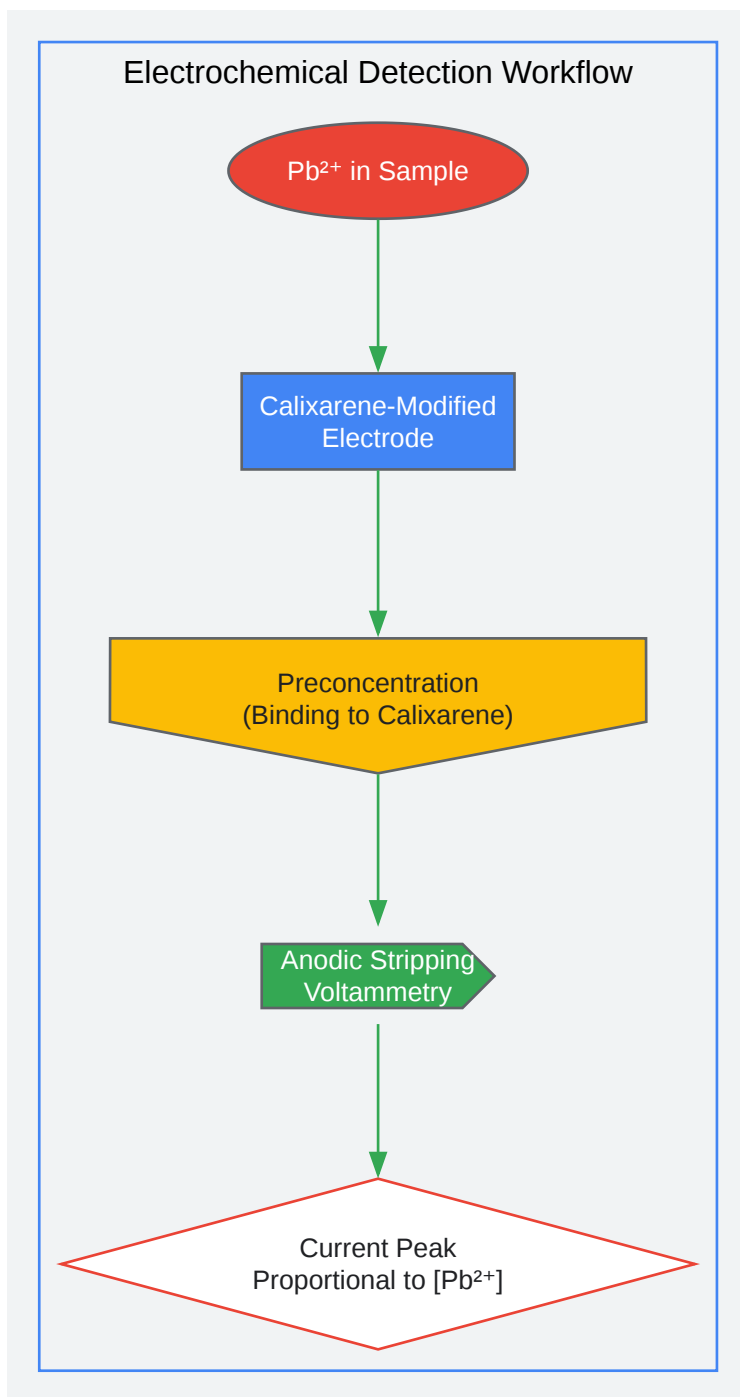 Electrochemical Detection Workflow
Pb²⁺ in Sample
Calixarene-Modified
Electrode
Preconcentration
(Binding to Calixarene)
Anodic Stripping
Voltammetry
Current Peak
Proportional to [Pb²⁺]